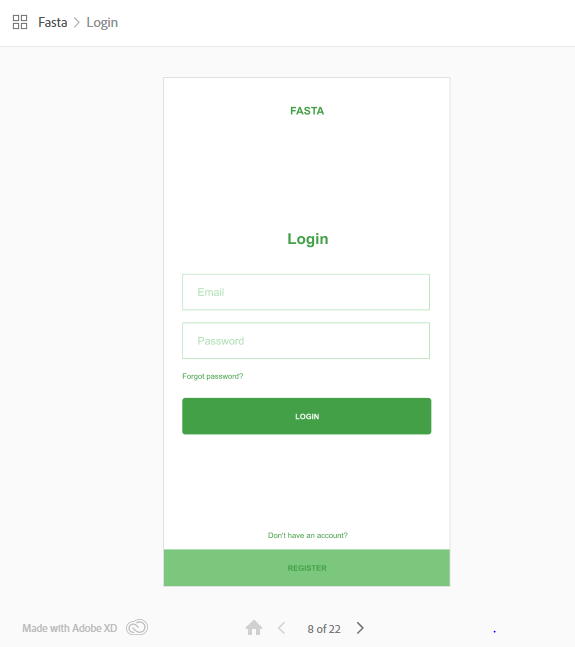 Fasta > Login
FASTA
Login
Email
Password
Forgot password?
LOGIN
Don't have an account?
REGISTER
Made with Adobe XD
8 of 22